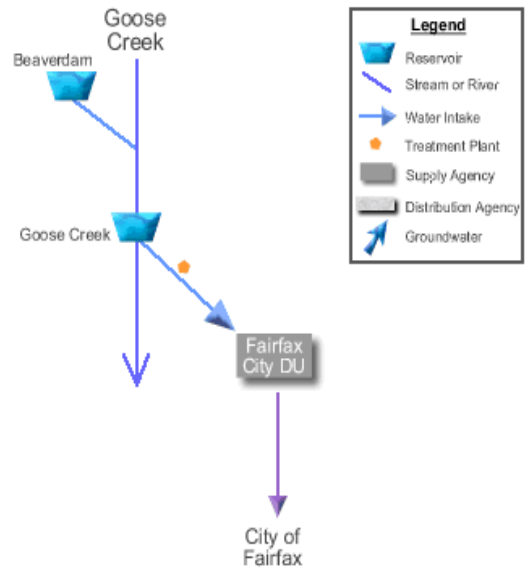 Goose
Creek
Beaverdam
Goose Creek
Fairfax
City DU
City of
Fairfax
Legend
Reservoir
Stream or River
Water Intake
Treatment Plant
Supply Agency
Distribution Agency
Groundwater